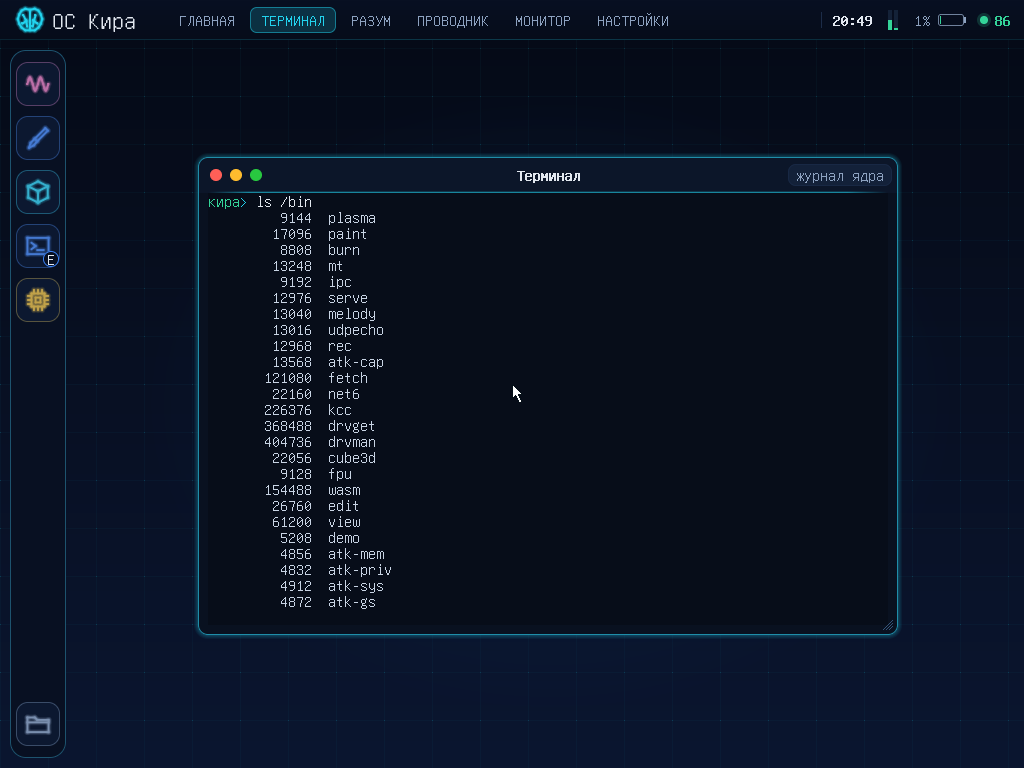 ОС Кира ГЛАВНАЯ ТЕРМИНАЛ РАЗУМ ПРОВОДНИК МОНИТОР НАСТРОЙКИ 20:49 1% 86
Терминал журнал ядра
кира> ls /bin
9144 plasma
17096 paint
8808 burn
13248 mt
9192 ipc
12976 serve
13040 melody
13016 udpecho
12968 rec
13568 atk-cap
121080 fetch
22160 net6
226376 kcc
368488 drvget
404736 drvman
22056 cube3d
9128 fpu
154488 wasm
26760 edit
61200 view
5208 demo
4856 atk-mem
4832 atk-priv
4912 atk-sys
4872 atk-gs
E